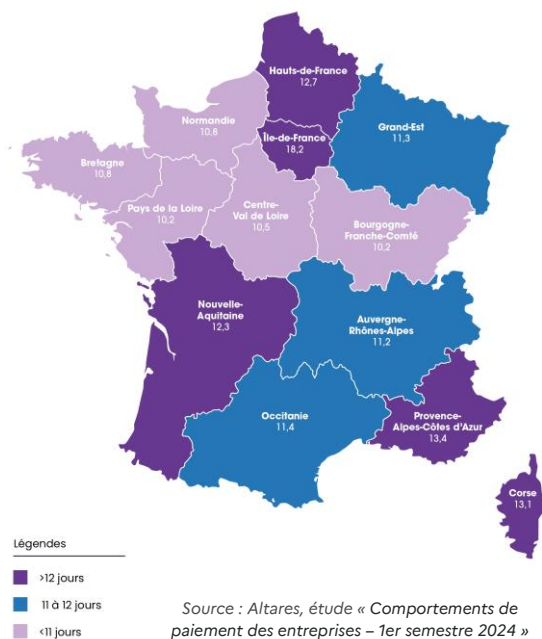 Hauts-de-France
12,7
Normandie
10,8
Île-de-France
18,2
Grand-Est
11,3
Bretagne
10,8
Pays de la Loire
10,2
Centre-
Val de Loire
10,5
Bourgogne-
Franche-Comté
10,2
Nouvelle-
Aquitaine
12,3
Auvergne-
Rhônes-Alpes
11,2
Occitanie
11,4
Provence-
Alpes-Côtes d'Azur
13,4
Corse
13,1
Légendes
>12 jours
11 à 12 jours
<11 jours
Source : Altares, étude « Comportements de
paiement des entreprises – 1er semestre 2024 »